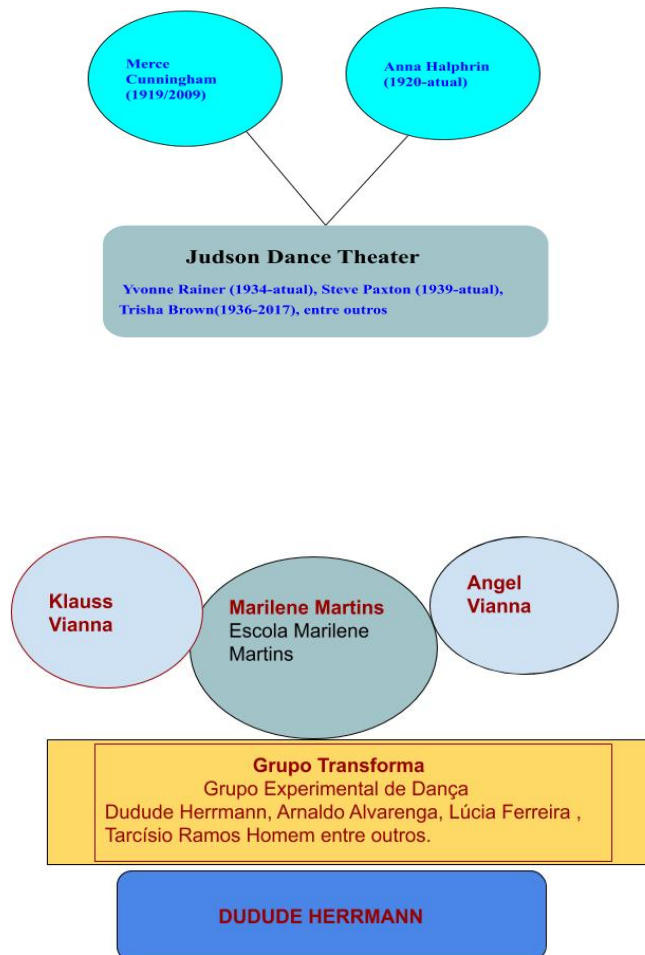 Merce
Cunningham
(1919/2009)
Anna Halphrin
(1920-atual)
Judson Dance Theater
Yvonne Rainer (1934-atual), Steve Paxton (1939-atual),
Trisha Brown(1936-2017), entre outros
Klauss
Vianna
Marilene Martins
Escola Marilene
Martins
Angel
Vianna
Grupo Transforma
Grupo Experimental de Dança
Dudude Herrmann, Arnaldo Alvarenga, Lúcia Ferreira ,
Tarcísio Ramos Homem entre outros.
DUDUDE HERRMANN